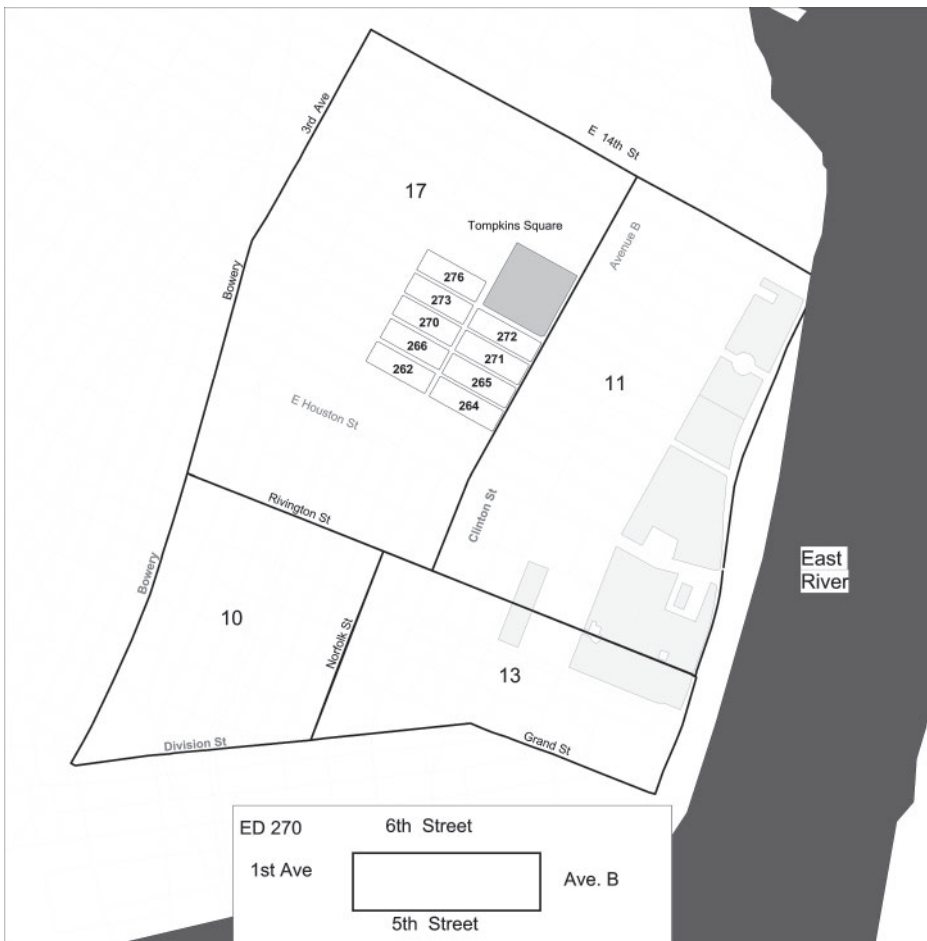 3rd Ave
E 14th St
17
Tompkins Square
Avenue B
276
273
270
266
262
272
271
265
264
Bowery
11
E Houston St
Rivington St
Clinton St
Bowery
East
River
10
Norfolk St
13
Division St
Grand St
ED 270
6th Street
1st Ave
Ave. B
5th Street